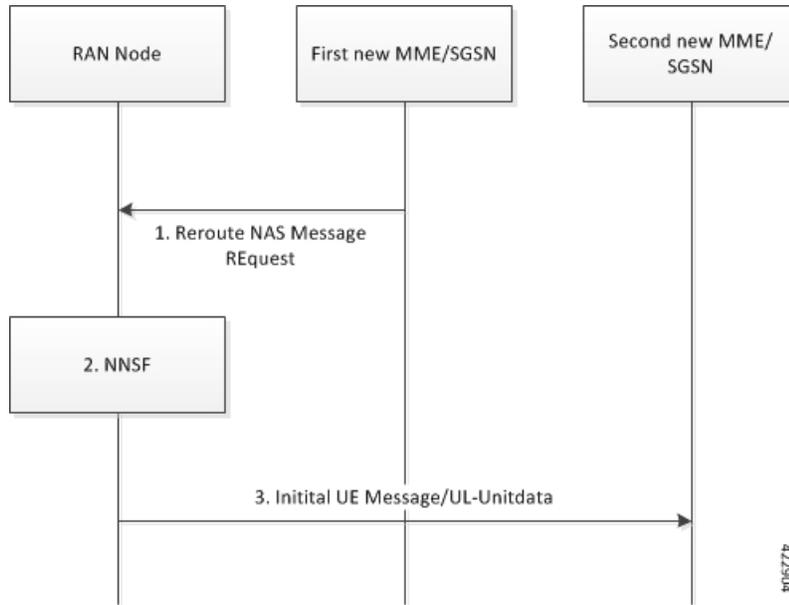 RAN Node
First new MME/SGSN
Second new MME/
SGSN
1. Reroute NAS Message
REquest
2. NNSF
3. Initital UE Message/UL-Unitdata
422904